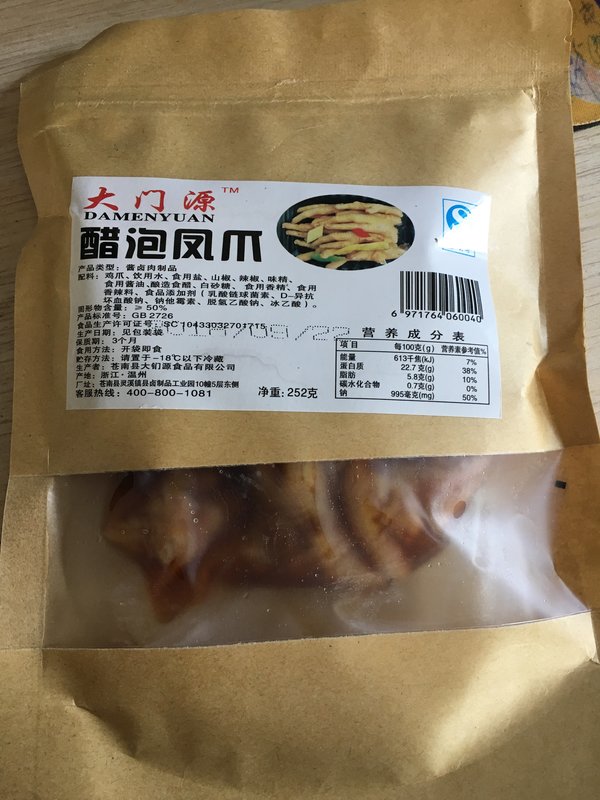 大门源™
DAMENYUAN
醋泡凤爪
产品类型：酱卤肉制品
配料：鸡爪、饮用水、食用盐、山椒、辣椒、味精、
食用酱油、酿造食醋、白砂糖、食用香精、食用
香辣料、食品添加剂（乳酸链球菌素、D-异抗
坏血酸钠、钠他霉素、脱氢乙酸钠、冰乙酸）。
固形物含量：≥50%
产品标准号：GB 2726
食品生产许可证号：SC10433032701715
生产日期：见包装袋
保质期：3个月
食用方法：开袋即食
贮存方法：请置于-18℃以下冷藏
生产者：苍南县大旬源食品有限公司
产地：浙江·温州
厂址：苍南县灵溪镇县卤制品工业园10幢5层东侧
客服热线：400-800-1081
净重：252克
6 971764 060040
营养成分表
项目 每100克(g) 营养素参考值%
能量 613千焦(kJ) 7%
蛋白质 22.7克(g) 38%
脂肪 5.8克(g) 10%
碳水化合物 0.7克(g) 0%
钠 995毫克(mg) 50%